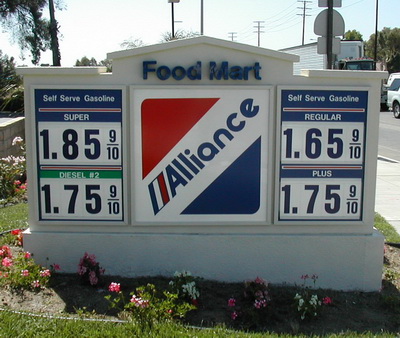 Food Mart
Self Serve Gasoline
SUPER
1.85 9/10
DIESEL #2
1.75 9/10
Alliance
Self Serve Gasoline
REGULAR
1.65 9/10
PLUS
1.75 9/10